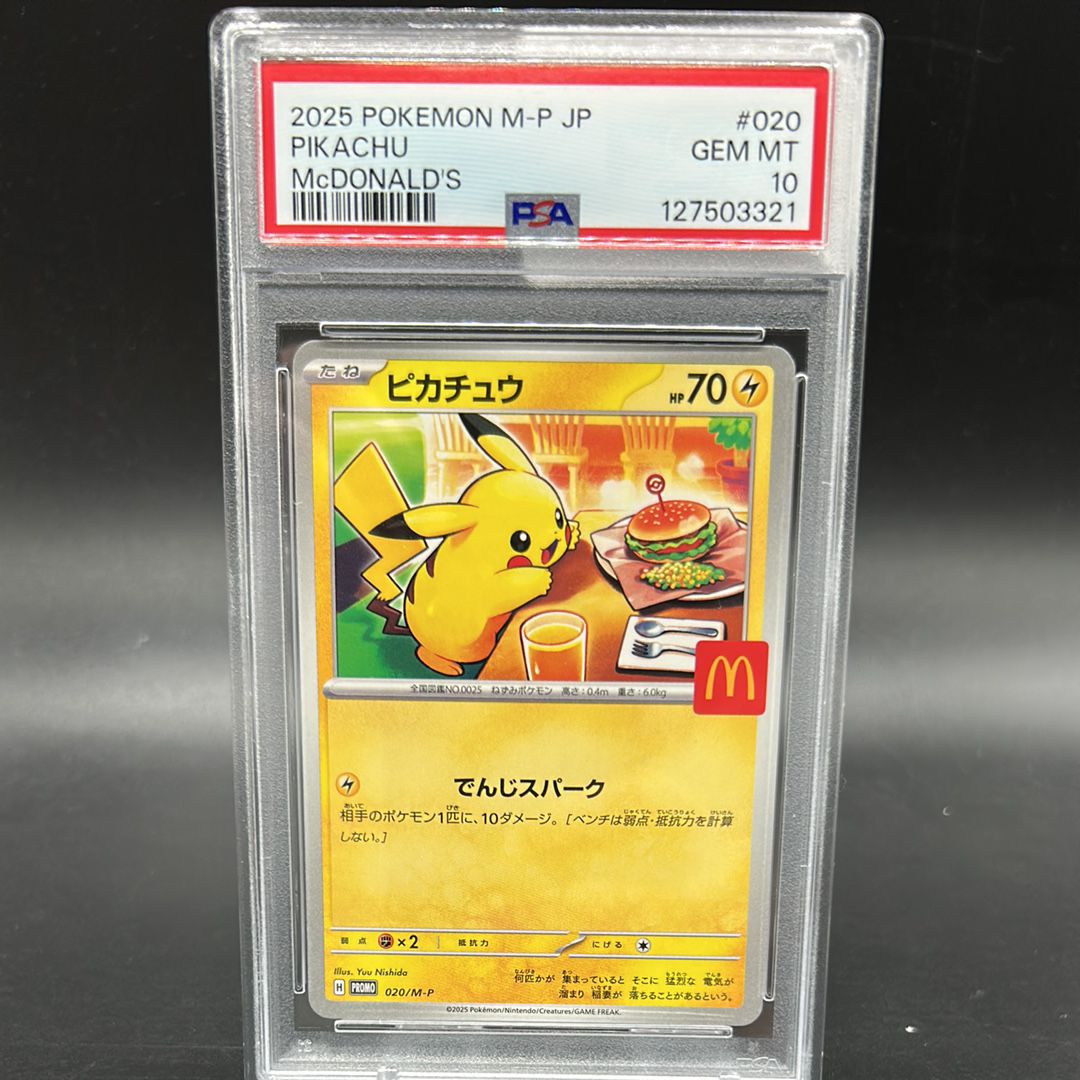 2025 POKEMON M-P JP #020
PIKACHU GEM MT
McDONALD'S 10
PSA 127503321
たね ピカチュウ HP 70
M
全国図鑑NO.0025 ねずみポケモン 高さ:0.4m 重さ:6.0kg
でんじスパーク
相手のポケモン1匹に、10ダメージ。[ベンチは弱点・抵抗力を計算
しない。]
弱点 ×2 抵抗力 にげる
Illus. Yuu Nishida
何匹かが 集まっていると そこに 猛烈な 電気が
H PROMO 020/M-P
溜まり 稲妻が 落ちることがあるという。
©2025 Pokémon/Nintendo/Creatures/GAME FREAK.